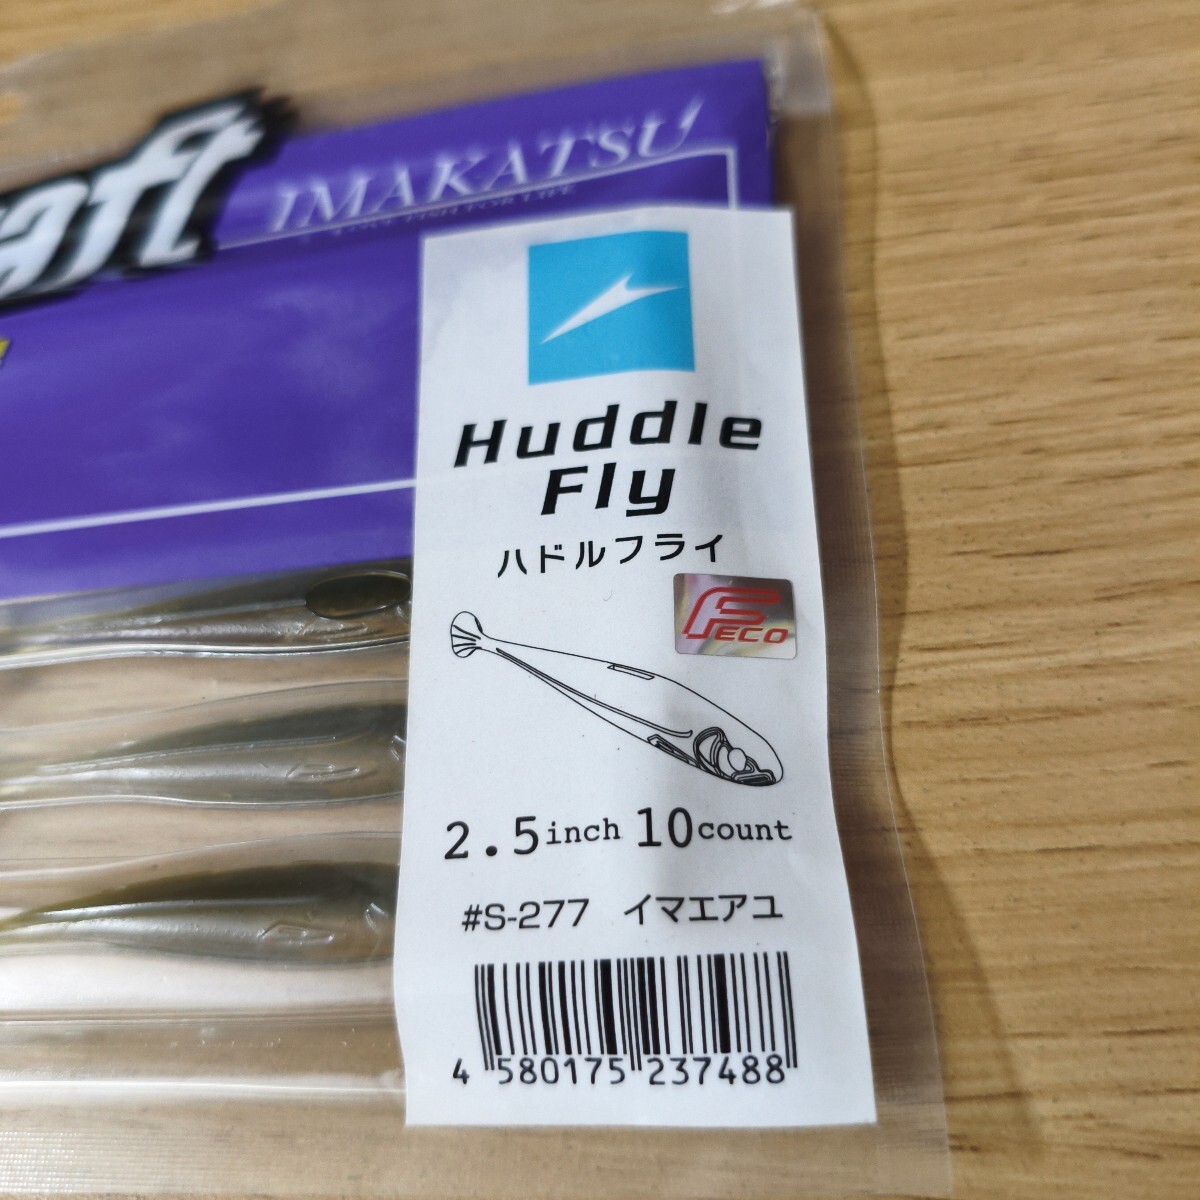 aft
IMAKATSU
Huddle
Fly
ハドルフライ
FECO
2.5inch 10count
#S-277 イマエアユ
4 580175 237488